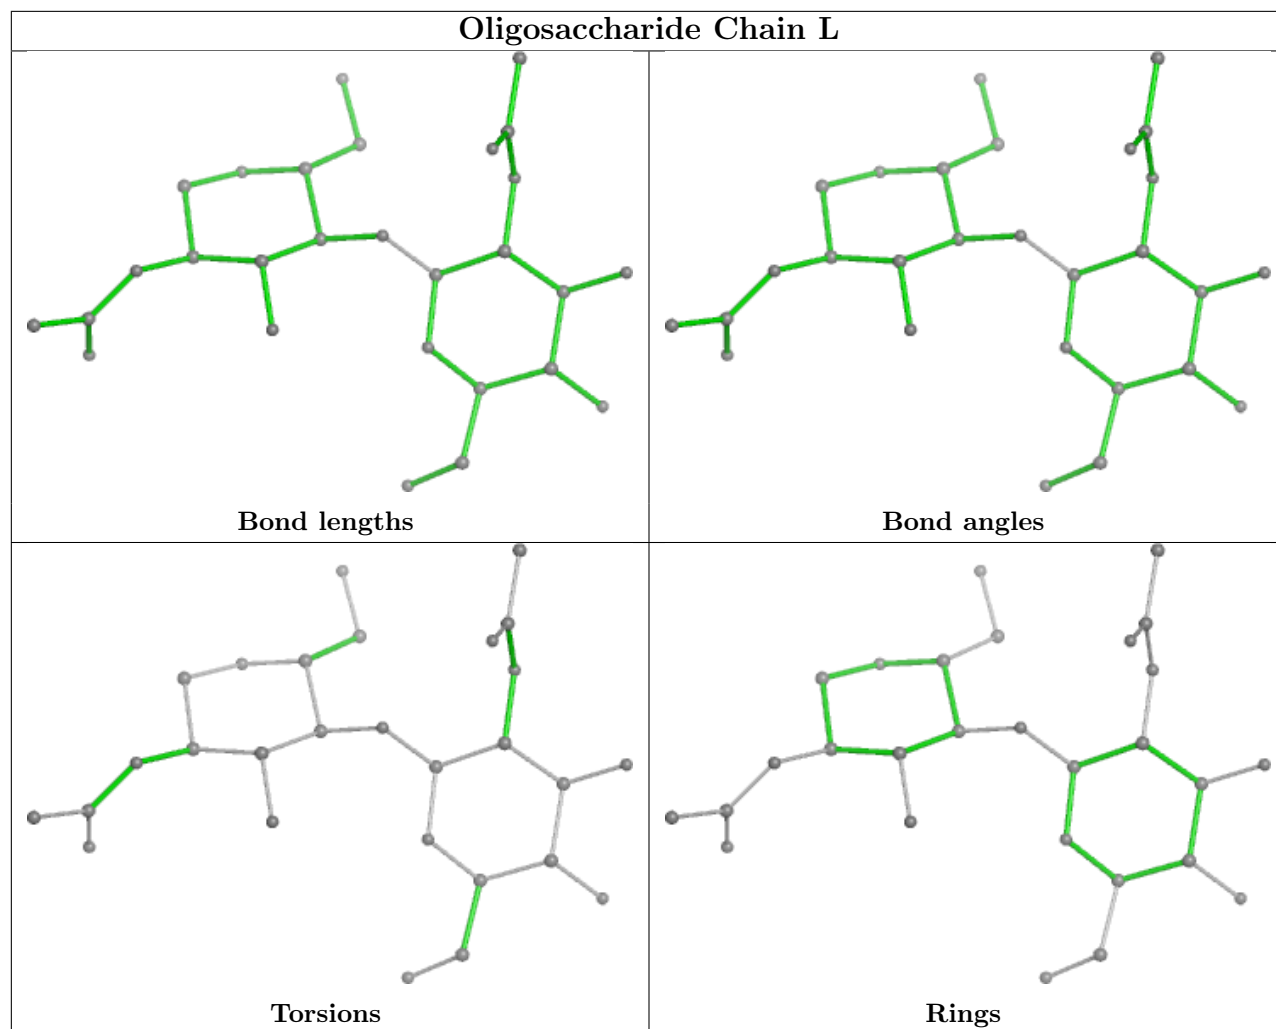 Oligosaccharide Chain L
Bond lengths
Bond angles
Torsions
Rings